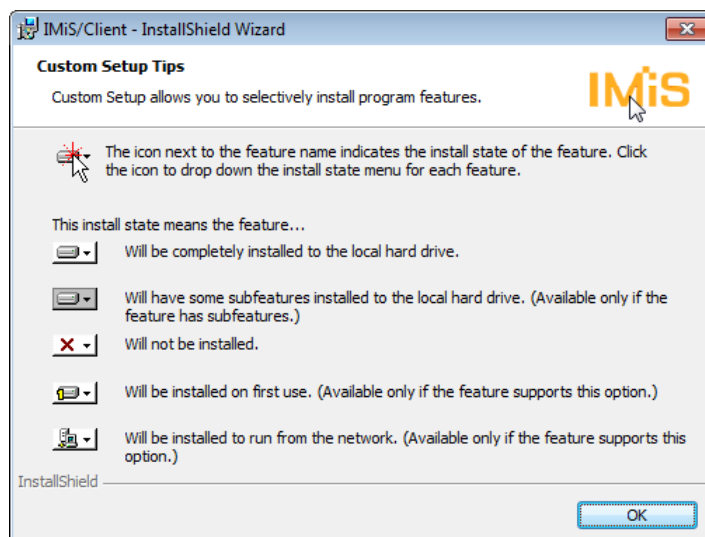 IMiS/Client - InstallShield Wizard
Custom Setup Tips
Custom Setup allows you to selectively install program features.
IMiS
The icon next to the feature name indicates the install state of the feature. Click
the icon to drop down the install state menu for each feature.
This install state means the feature...
Will be completely installed to the local hard drive.
Will have some subfeatures installed to the local hard drive. (Available only if the
feature has subfeatures.)
Will not be installed.
Will be installed on first use. (Available only if the feature supports this option.)
Will be installed to run from the network. (Available only if the feature supports this
option.)
InstallShield
OK